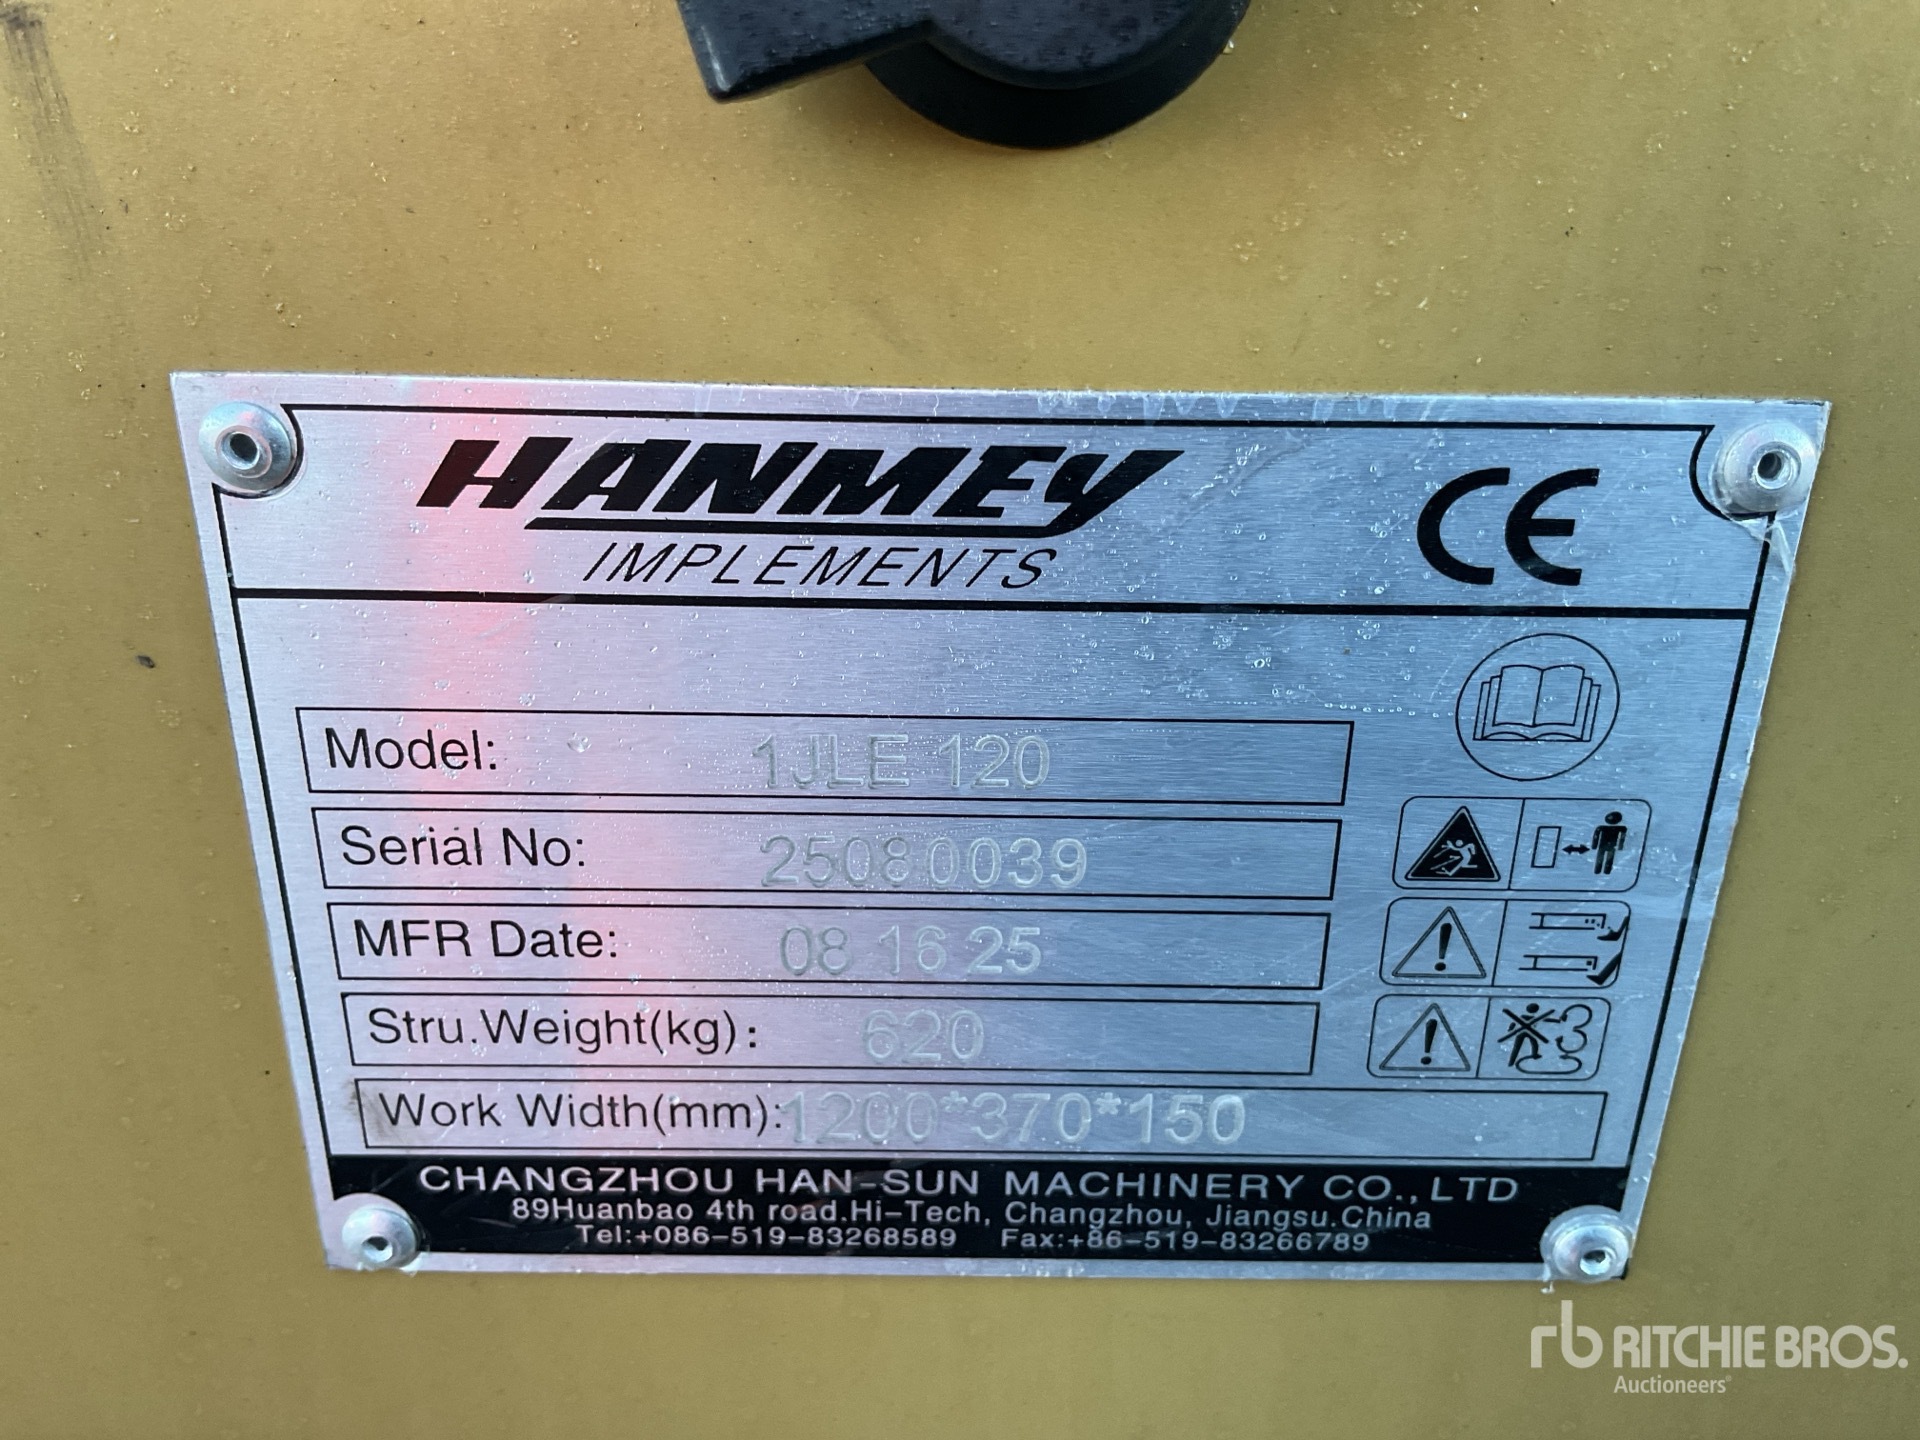 HANMEY
IMPLEMENTS
CE
Model: 1JLE 120
Serial No: 25080039
MFR Date: 08 16 25
Stru.Weight(kg): 620
Work Width(mm): 1200*370*150
CHANGZHOU HAN-SUN MACHINERY CO.,LTD
89Huanbao 4th road.Hi-Tech, Changzhou, Jiangsu.China
Tel:+086-519-83268589 Fax:+86-519-83266789
rb RITCHIE BROS.
Auctioneers